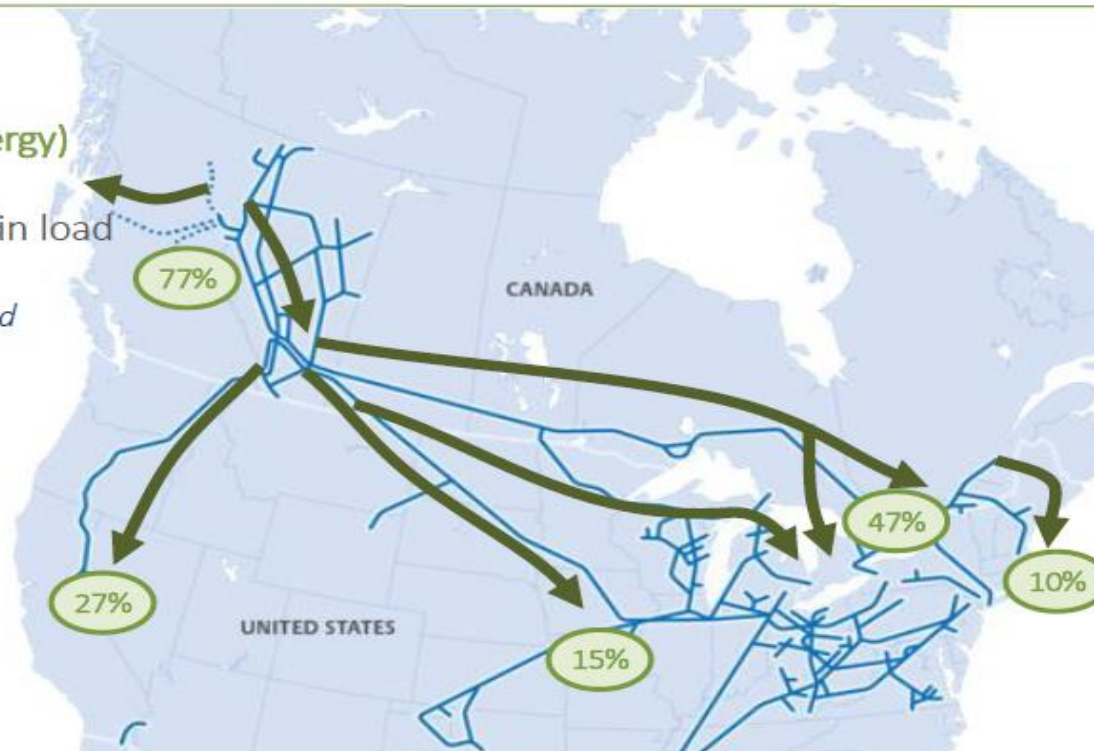 ergy)
in load
77%
d
CANADA
47%
10%
27%
UNITED STATES
15%